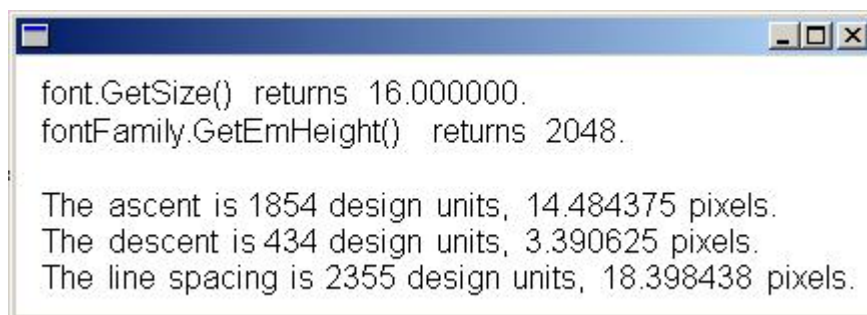 font.GetSize() returns 16.000000.
fontFamily.GetEmHeight() returns 2048.
The ascent is 1854 design units, 14.484375 pixels.
The descent is 434 design units, 3.390625 pixels.
The line spacing is 2355 design units, 18.398438 pixels.